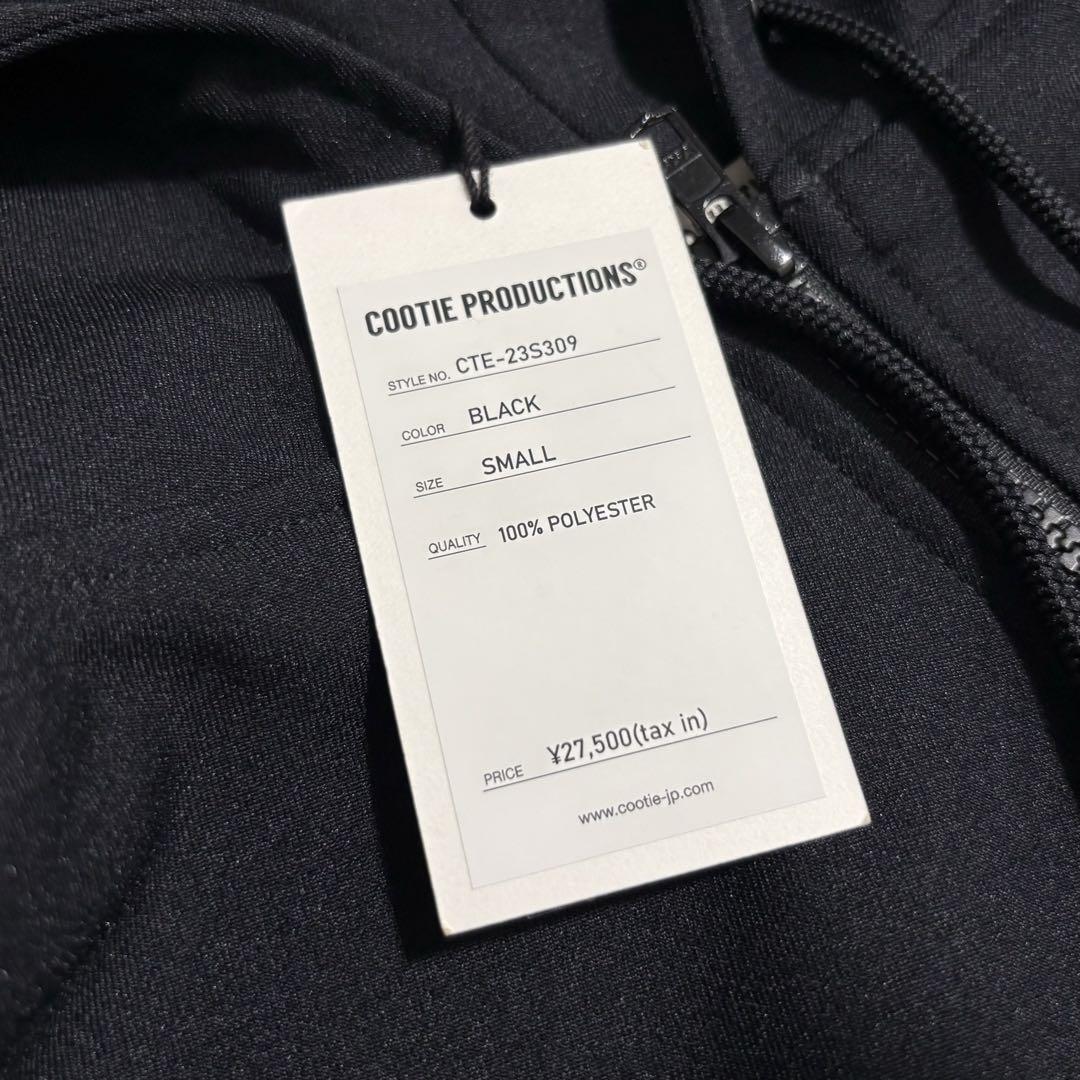 COOTIE PRODUCTIONS®
STYLE NO. CTE-23S309
COLOR BLACK
SIZE SMALL
QUALITY 100% POLYESTER
PRICE ¥27,500(tax in)
www.cootie-jp.com